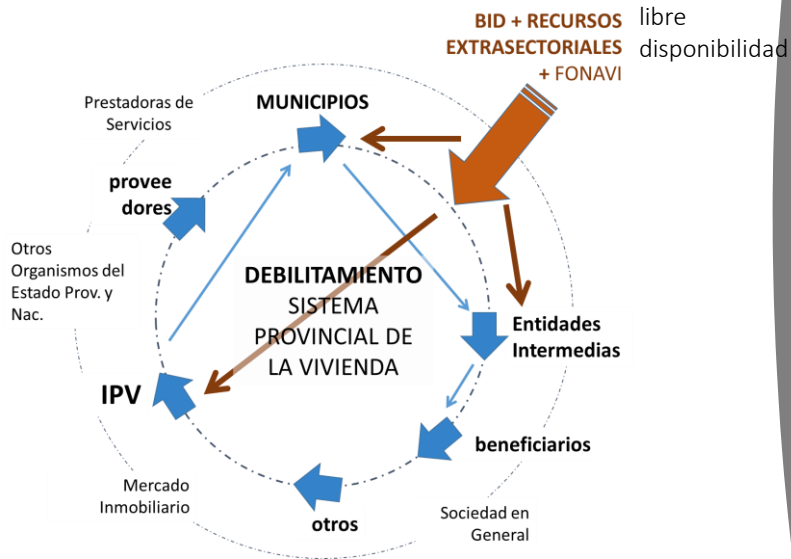 BID + RECURSOS
EXTRASECTORIALES
+ FONAVI
libre
disponibilidad
Prestadoras de
Servicios
MUNICIPIOS
provee
dores
Otros
Organismos del
Estado Prov. y
Nac.
DEBILITAMIENTO
SISTEMA
PROVINCIAL DE
LA VIVIENDA
Entidades
Intermedias
IPV
beneficiarios
Mercado
Inmobiliario
otros
Sociedad en
General